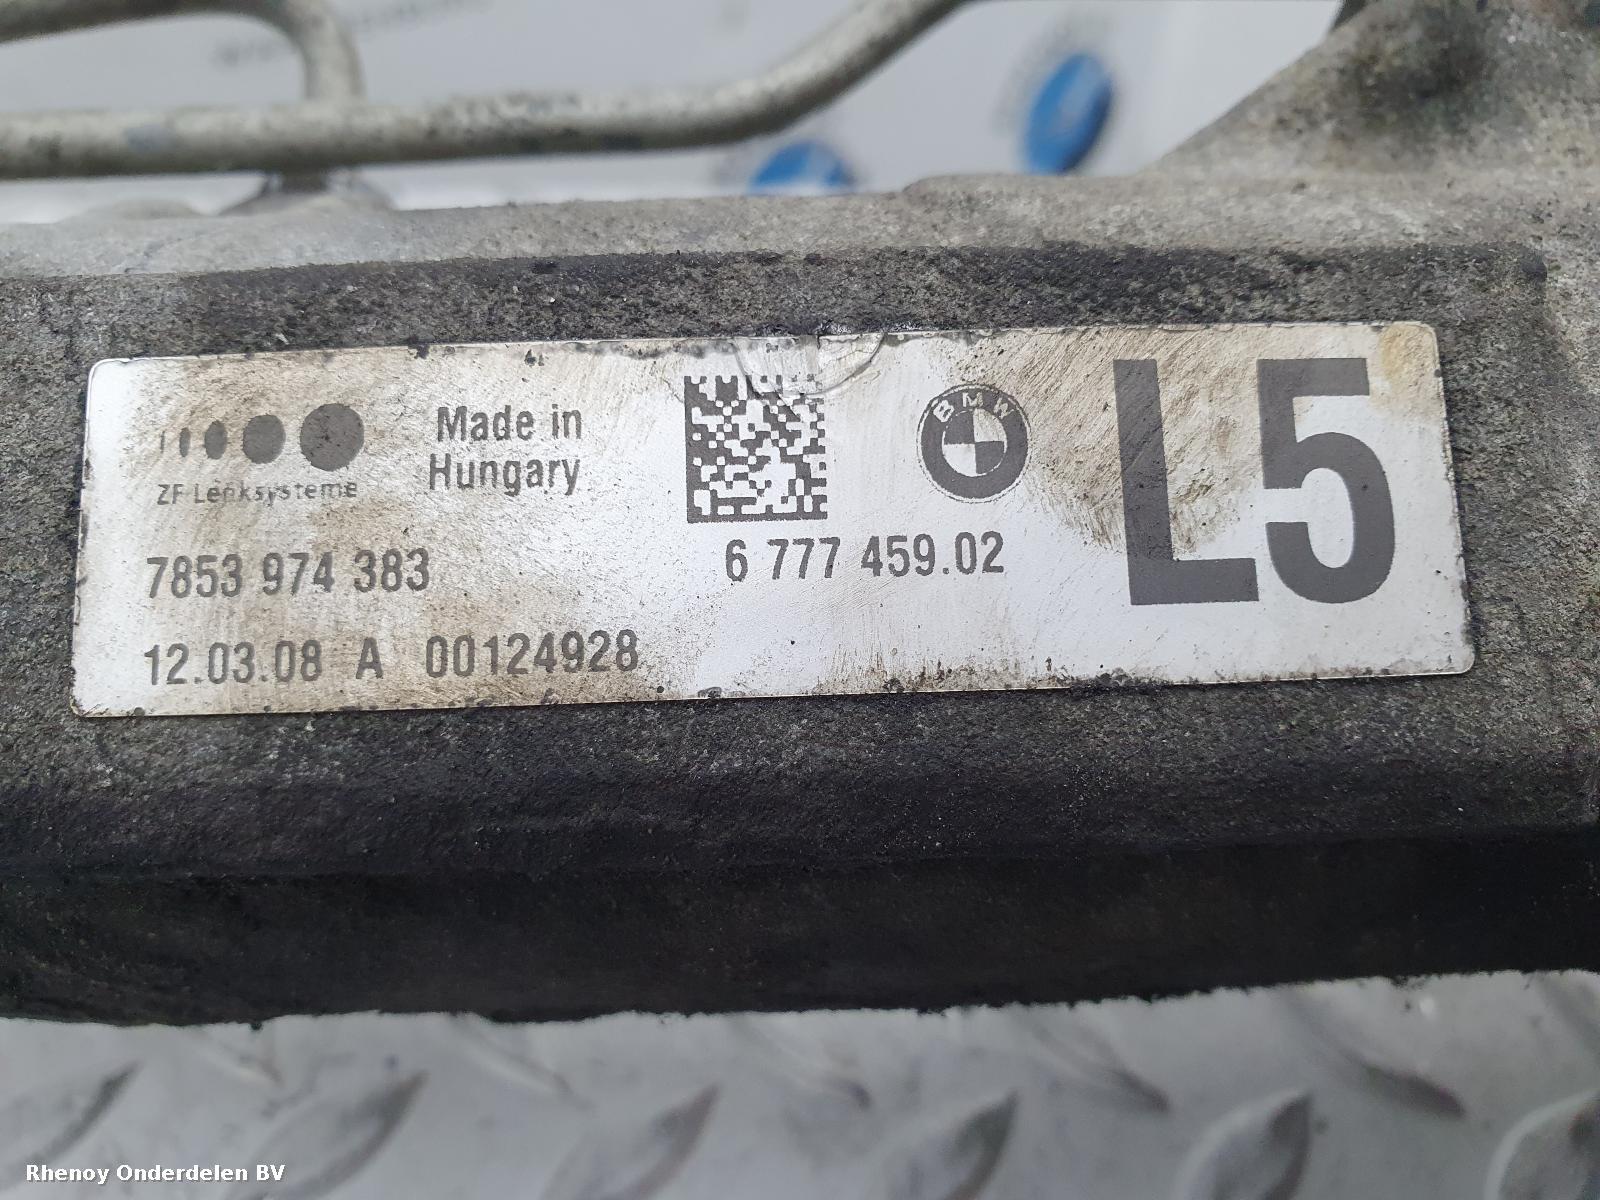 ZF Lenksysteme
Made in
Hungary
BMW
L5
7853 974 383
6 777 459.02
12.03.08 A 00124928
Rhenoy Onderdelen BV